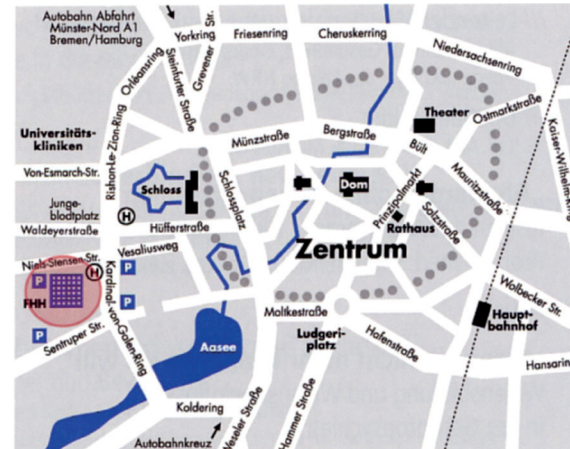 Autobahn Abfahrt
Münster-Nord A1
Bremen/Hamburg
Yorkring
Friesenring
Cheruskerring
Niedersachsenring
Orléansring
Steinfurter Straße
Grevener Str.
Universitäts-
kliniken
Rishon-Le-Zion-Ring
Münzstraße
Bergstraße
Bült
Theater
Ostmarkstraße
Kaiser-Wilhelm-Ring
Von-Esmarch-Str.
Schloss
Schlossplatz
Dom
Prinzipalmarkt
Mauritzstraße
Junge-
blodtplatz
H
Waldeyerstraße
Hüfferstraße
Rathaus
Salzstraße
Zentrum
Niels-Stensen-Str.
H
Vesaliusweg
P
P
FHH
P
P
Kardinal-von-Galen-Ring
Sentruper Str.
Wolbecker Str.
Moltkestraße
Haupt-
bahnhof
Aasee
Ludgeri-
platz
Hafenstraße
Hansarin
Koldering
Weseler Straße
Hammer Straße
Autobahnkreuz